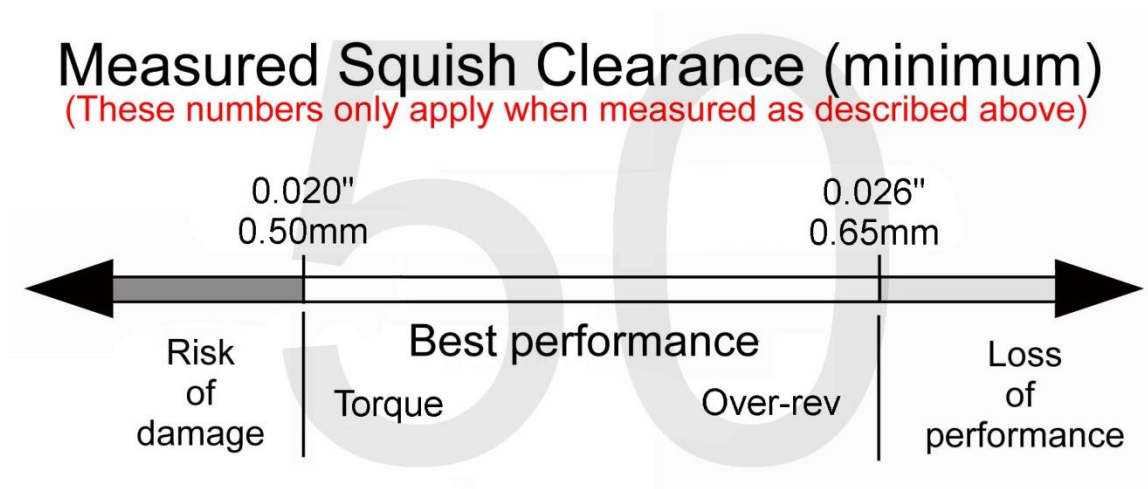 Measured Squish Clearance (minimum)
(These numbers only apply when measured as described above)
50
0.020"
0.50mm
0.026"
0.65mm
Best performance
Risk
of
damage
Torque
Over-rev
Loss
of
performance